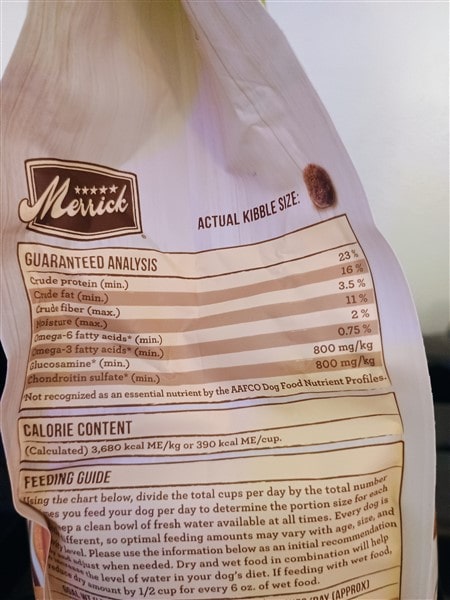 Merrick
ACTUAL KIBBLE SIZE:
GUARANTEED ANALYSIS
Crude protein (min.) 23%
Crude fat (min.) 16%
Crude fiber (max.) 3.5%
Moisture (max.) 11%
Omega-6 fatty acids* (min.) 2%
Omega-3 fatty acids* (min.) 0.75%
Glucosamine* (min.) 800 mg/kg
Chondroitin sulfate* (min.) 800 mg/kg
*Not recognized as an essential nutrient by the AAFCO Dog Food Nutrient Profiles.
CALORIE CONTENT
(Calculated) 3,680 kcal ME/kg or 390 kcal ME/cup.
FEEDING GUIDE
Using the chart below, divide the total cups per day by the total number
you feed your dog per day to determine the portion size for each
a clean bowl of fresh water available at all times. Every dog is
different, so optimal feeding amounts may vary with age, size, and
level. Please use the information below as an initial recommendation
adjust when needed. Dry and wet food in combination will help
the level of water in your dog's diet. If feeding with wet food,
dry amount by 1/2 cup for every 6 oz. of wet food.
(APPROX)